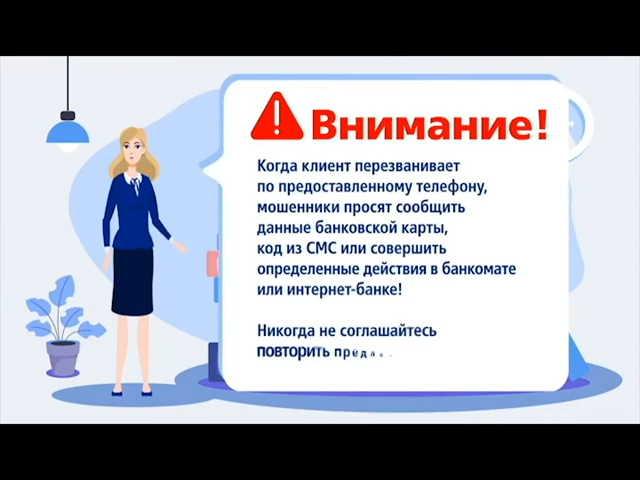 Внимание!
Когда клиент перезванивает
по предоставленному телефону,
мошенники просят сообщить
данные банковской карты,
код из СМС или совершить
определенные действия в банкомате
или интернет-банке!
Никогда не соглашайтесь
повторить